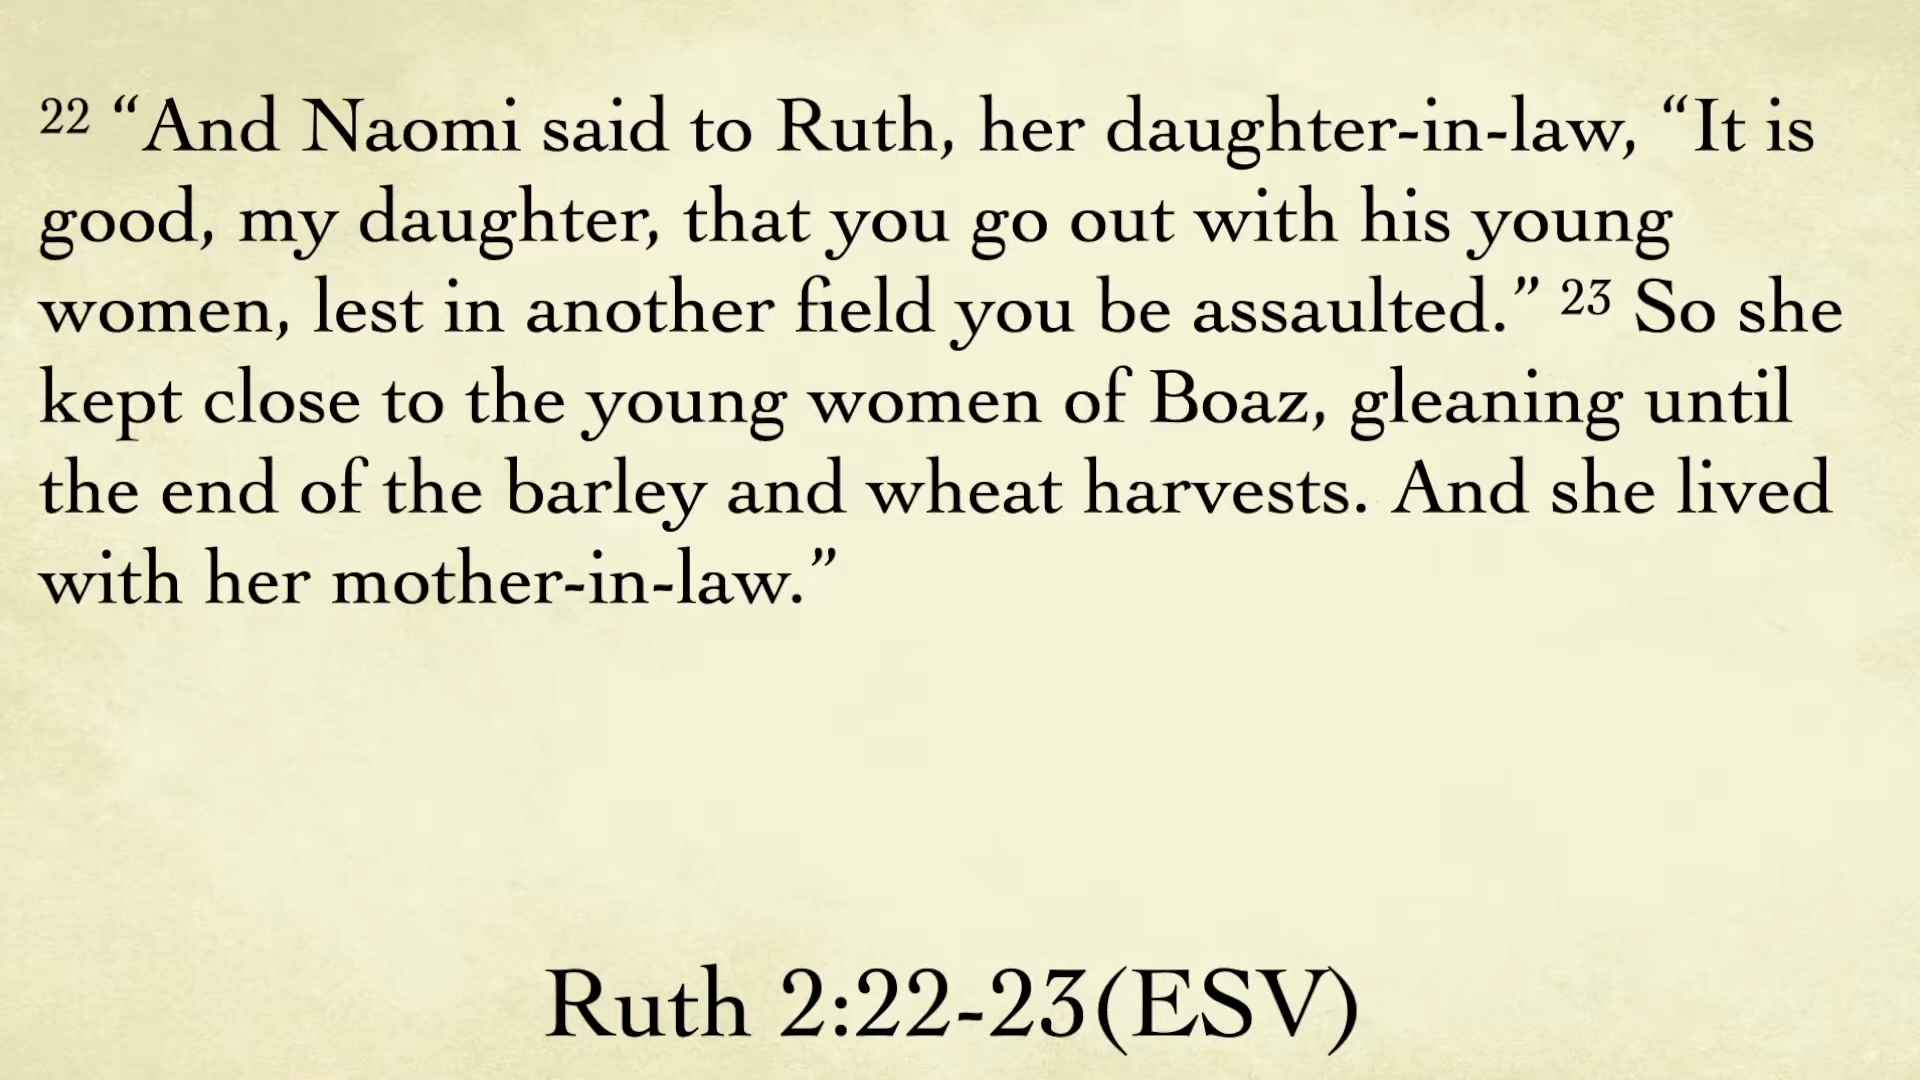 22 “And Naomi said to Ruth, her daughter-in-law, “It is
good, my daughter, that you go out with his young
women, lest in another field you be assaulted.” 23 So she
kept close to the young women of Boaz, gleaning until
the end of the barley and wheat harvests. And she lived
with her mother-in-law.”
Ruth 2:22-23(ESV)